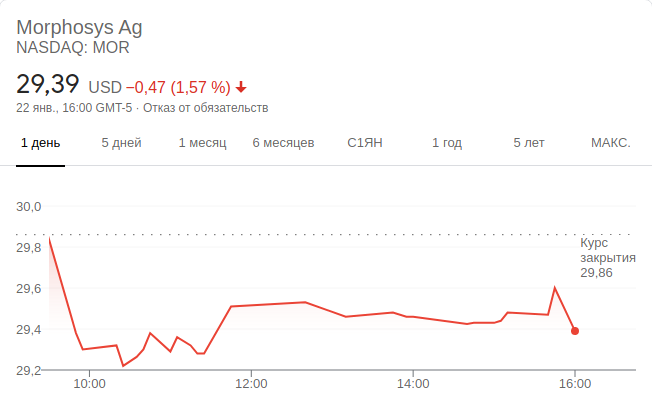 Morphosys Ag
NASDAQ: MOR
29,39 USD −0,47 (1,57 %)
22 янв., 16:00 GMT-5 · Отказ от обязательств
1 день 5 дней 1 месяц 6 месяцев С1ЯН 1 год 5 лет МАКС.
30,0
29,8
29,6
29,4
29,2
Курс
закрытия
29,86
10:00 12:00 14:00 16:00